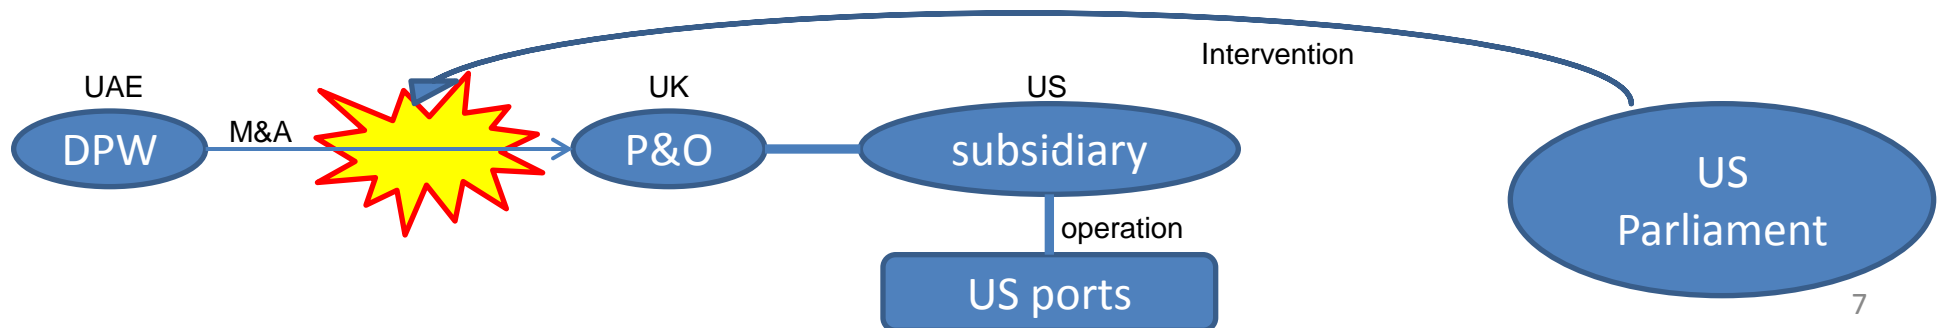 Intervention
UAE
UK
US
DPW
M&A
P&O
subsidiary
US
Parliament
operation
US ports
7